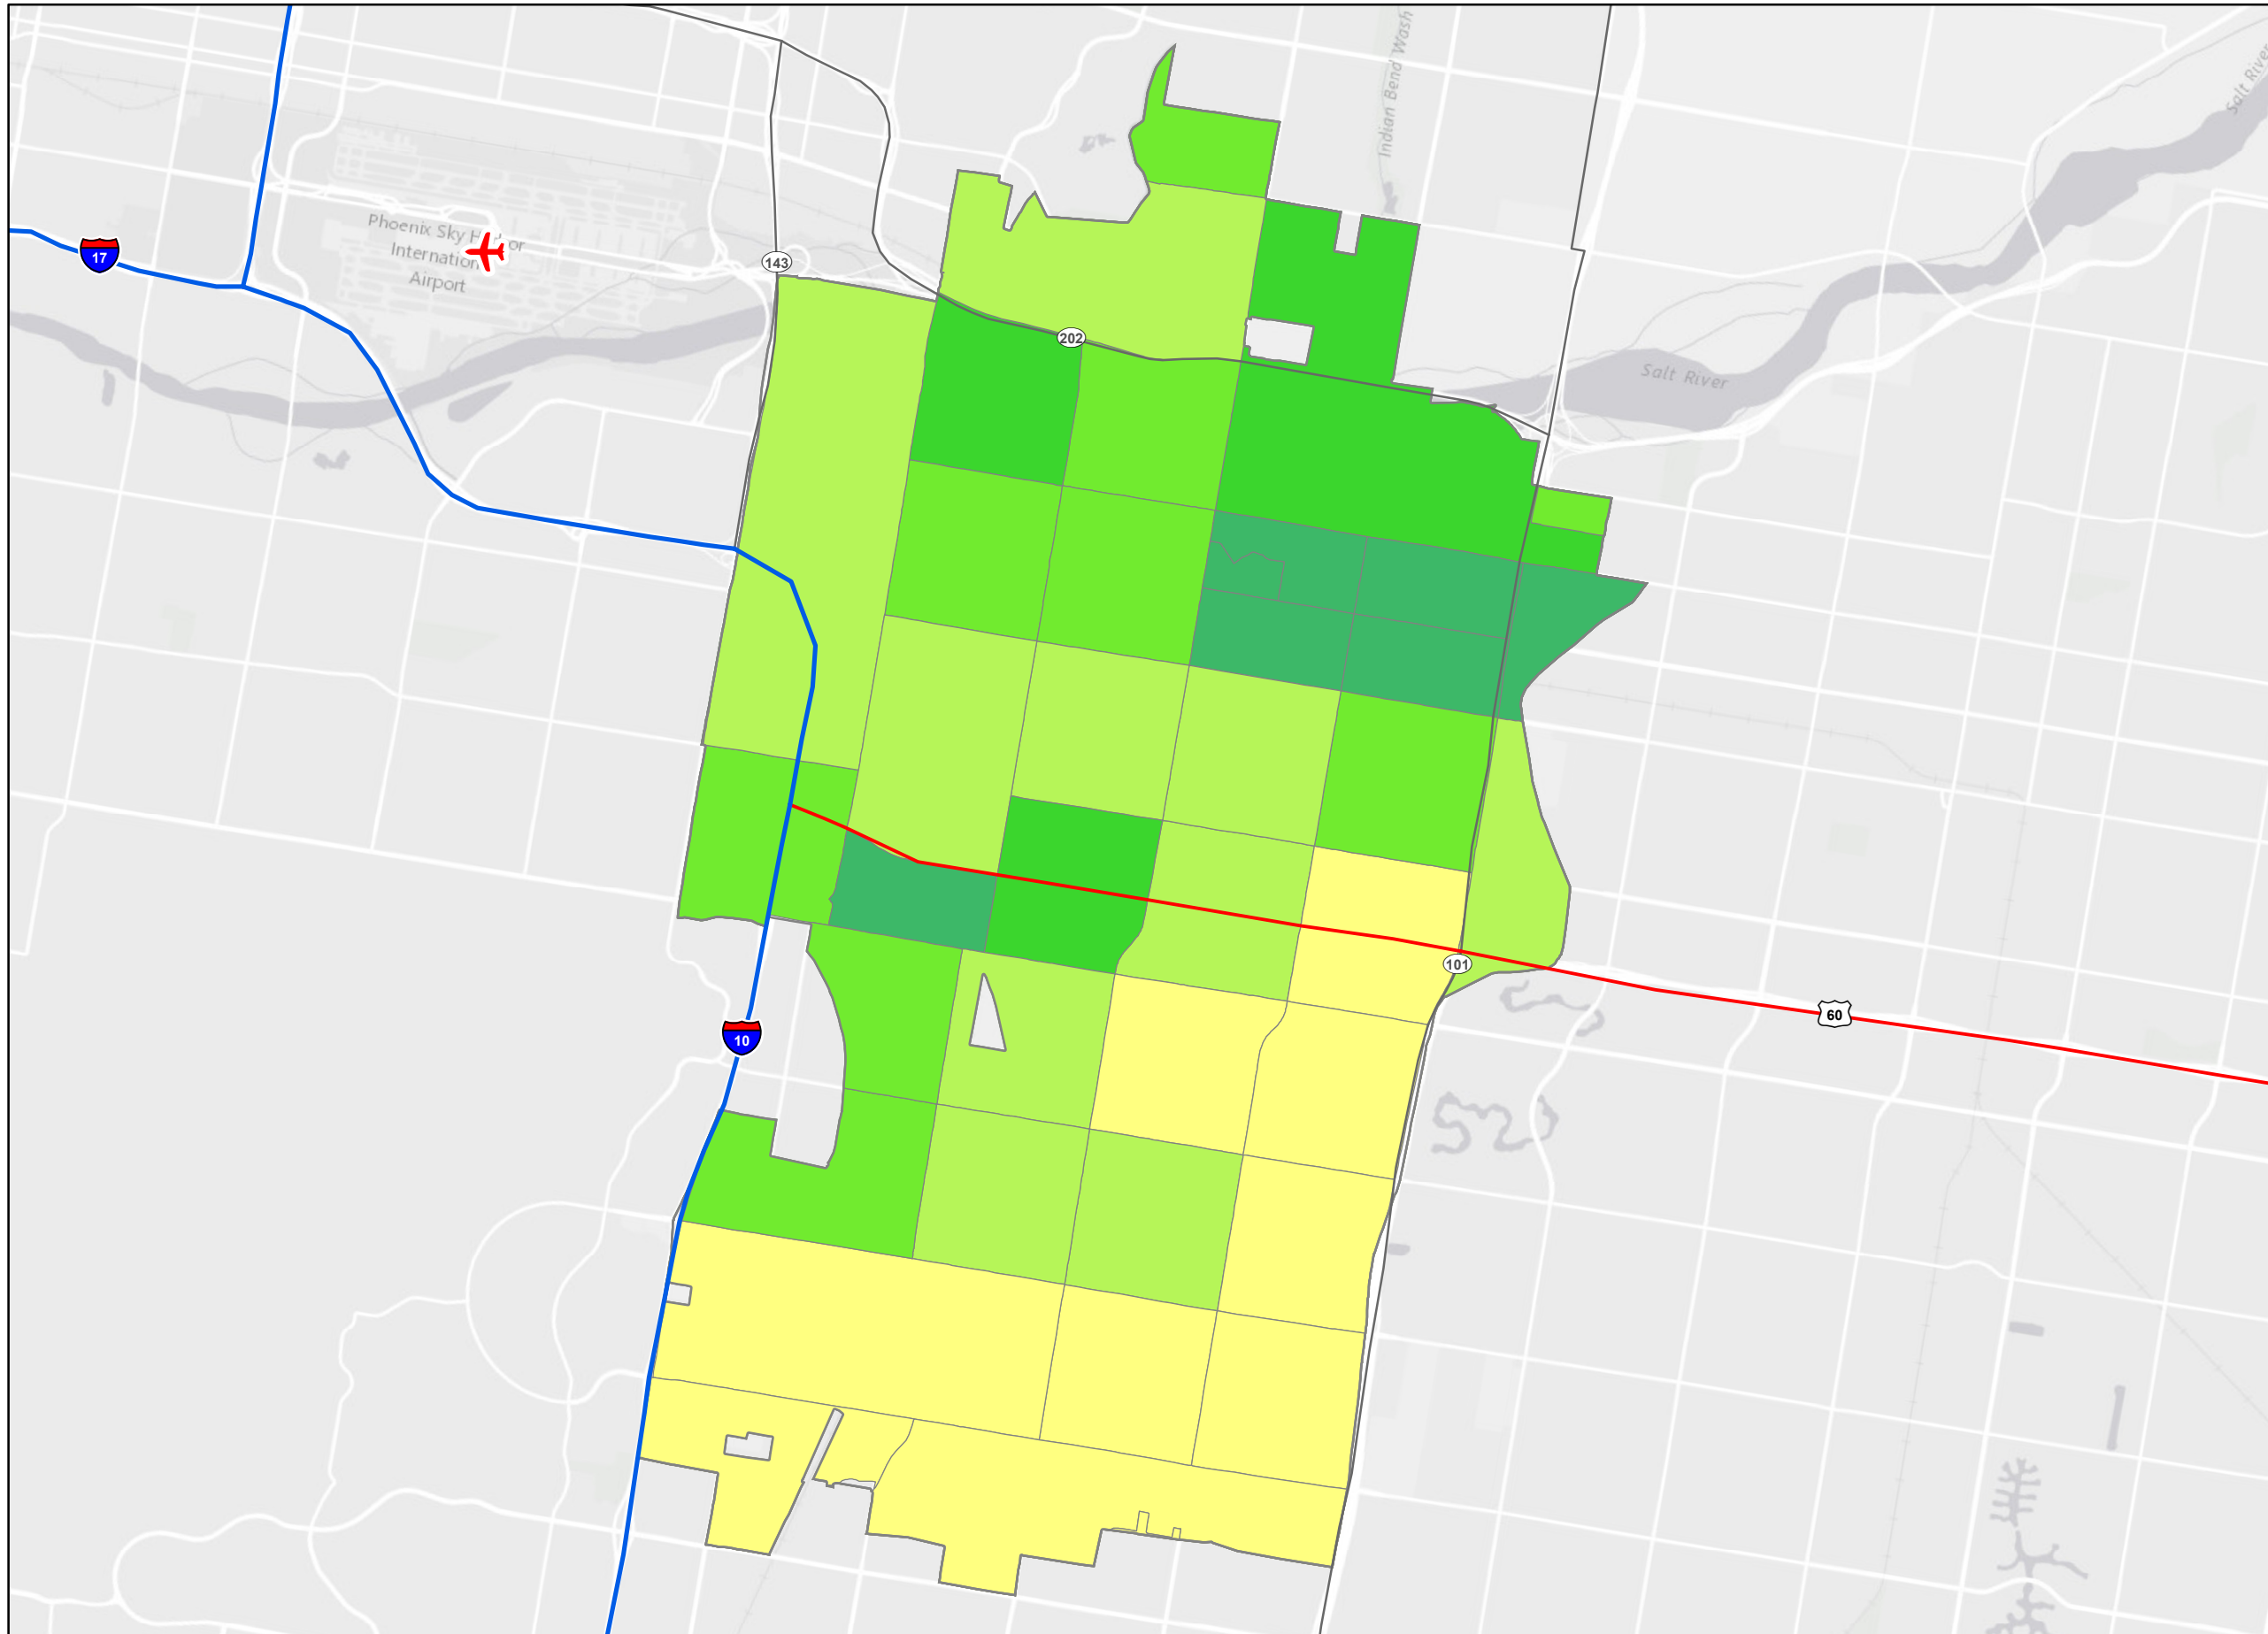 Indian Bend Wash
Salt River
Phoenix Sky Harbor
International
Airport
17
143
202
Salt River
101
60
10